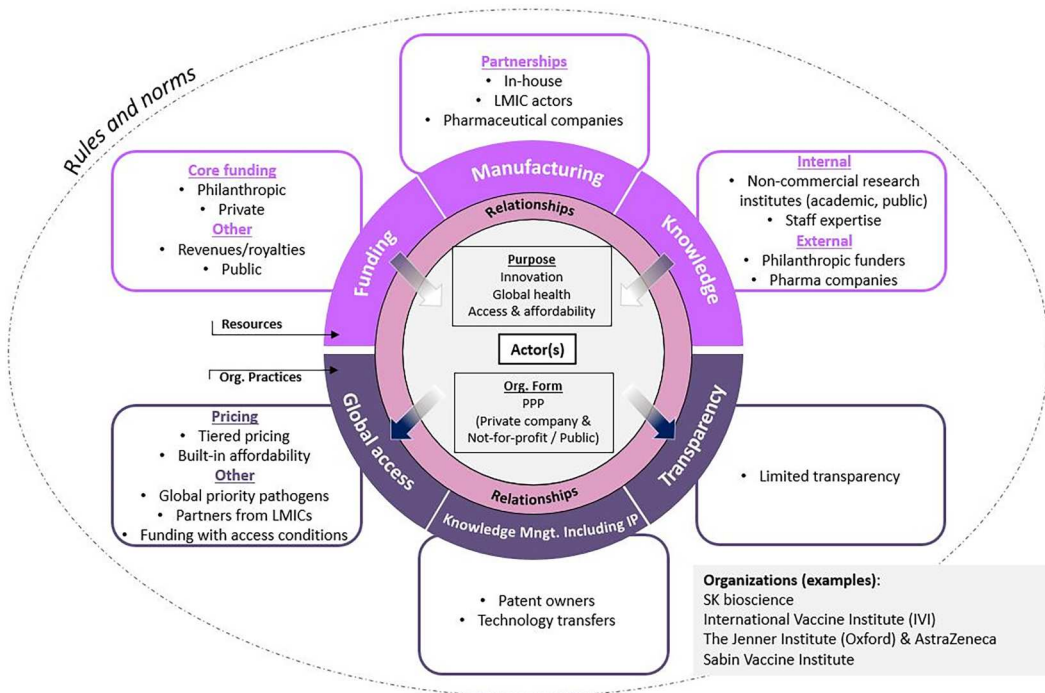 Rules and norms
Partnerships
• In-house
• LMIC actors
• Pharmaceutical companies
Core funding
• Philanthropic
• Private
Other
• Revenues/royalties
• Public
Internal
• Non-commercial research
institutes (academic, public)
• Staff expertise
External
• Philanthropic funders
• Pharma companies
Manufacturing
Funding
Knowledge
Relationships
Purpose
Innovation
Global health
Access & affordability
Resources
Actor(s)
Org. Practices
Org. Form
PPP
(Private company &
Not-for-profit / Public)
Relationships
Global access
Knowledge Mngt. Including IP
Transparency
Pricing
• Tiered pricing
• Built-in affordability
Other
• Global priority pathogens
• Partners from LMICs
• Funding with access conditions
• Limited transparency
• Patent owners
• Technology transfers
Organizations (examples):
SK bioscience
International Vaccine Institute (IVI)
The Jenner Institute (Oxford) & AstraZeneca
Sabin Vaccine Institute